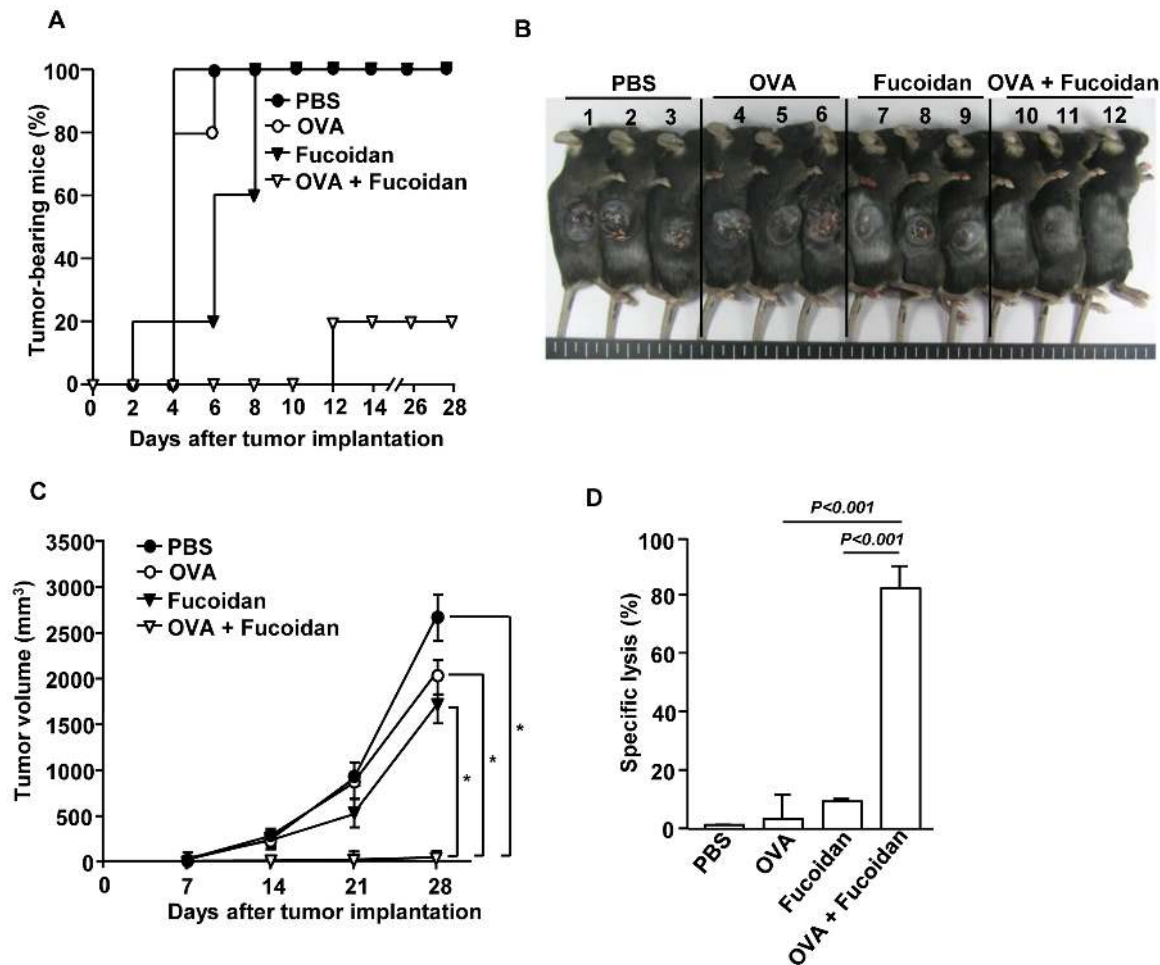 A
Tumor-bearing mice (%)
100
80
60
40
20
0
PBS
OVA
Fucoidan
OVA + Fucoidan
0 2 4 6 8 10 12 14 26 28
Days after tumor implantation
B
PBS OVA Fucoidan OVA + Fucoidan
1 2 3 4 5 6 7 8 9 10 11 12
C
Tumor volume (mm³)
3500
3000
2500
2000
1500
1000
500
0
PBS
OVA
Fucoidan
OVA + Fucoidan
* * *
0 7 14 21 28
Days after tumor implantation
D
P<0.001
P<0.001
Specific lysis (%)
100
80
60
40
20
0
PBS
OVA
Fucoidan
OVA + Fucoidan